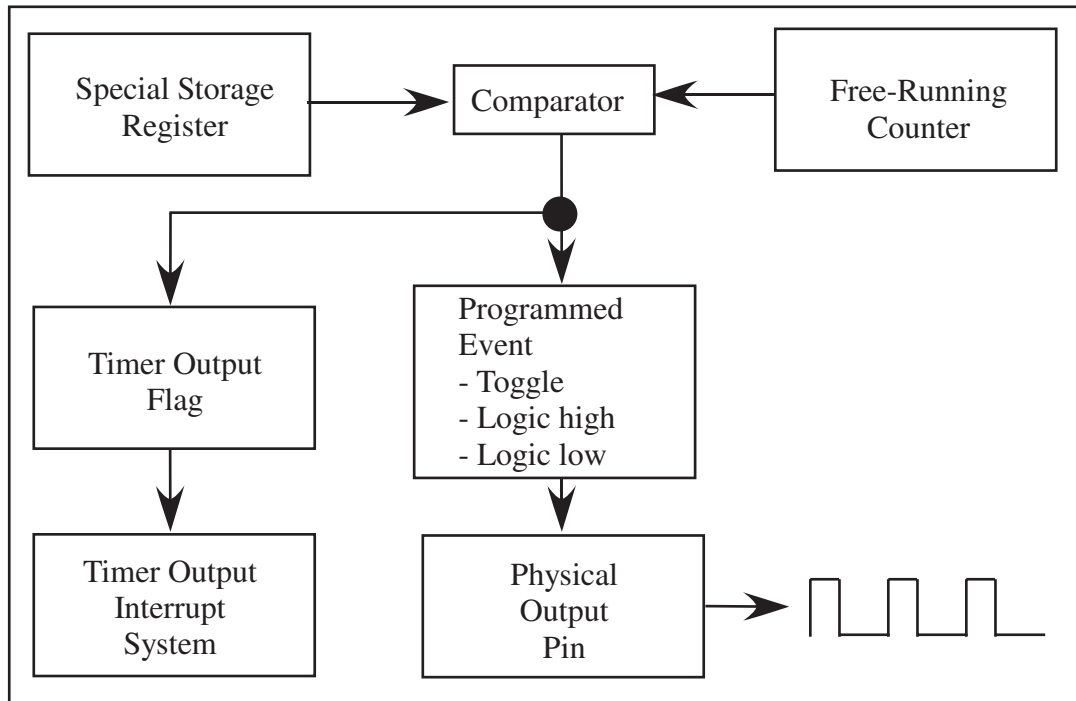 Special Storage
Register
Comparator
Free-Running
Counter
Timer Output
Flag
Programmed
Event
- Toggle
- Logic high
- Logic low
Timer Output
Interrupt
System
Physical
Output
Pin